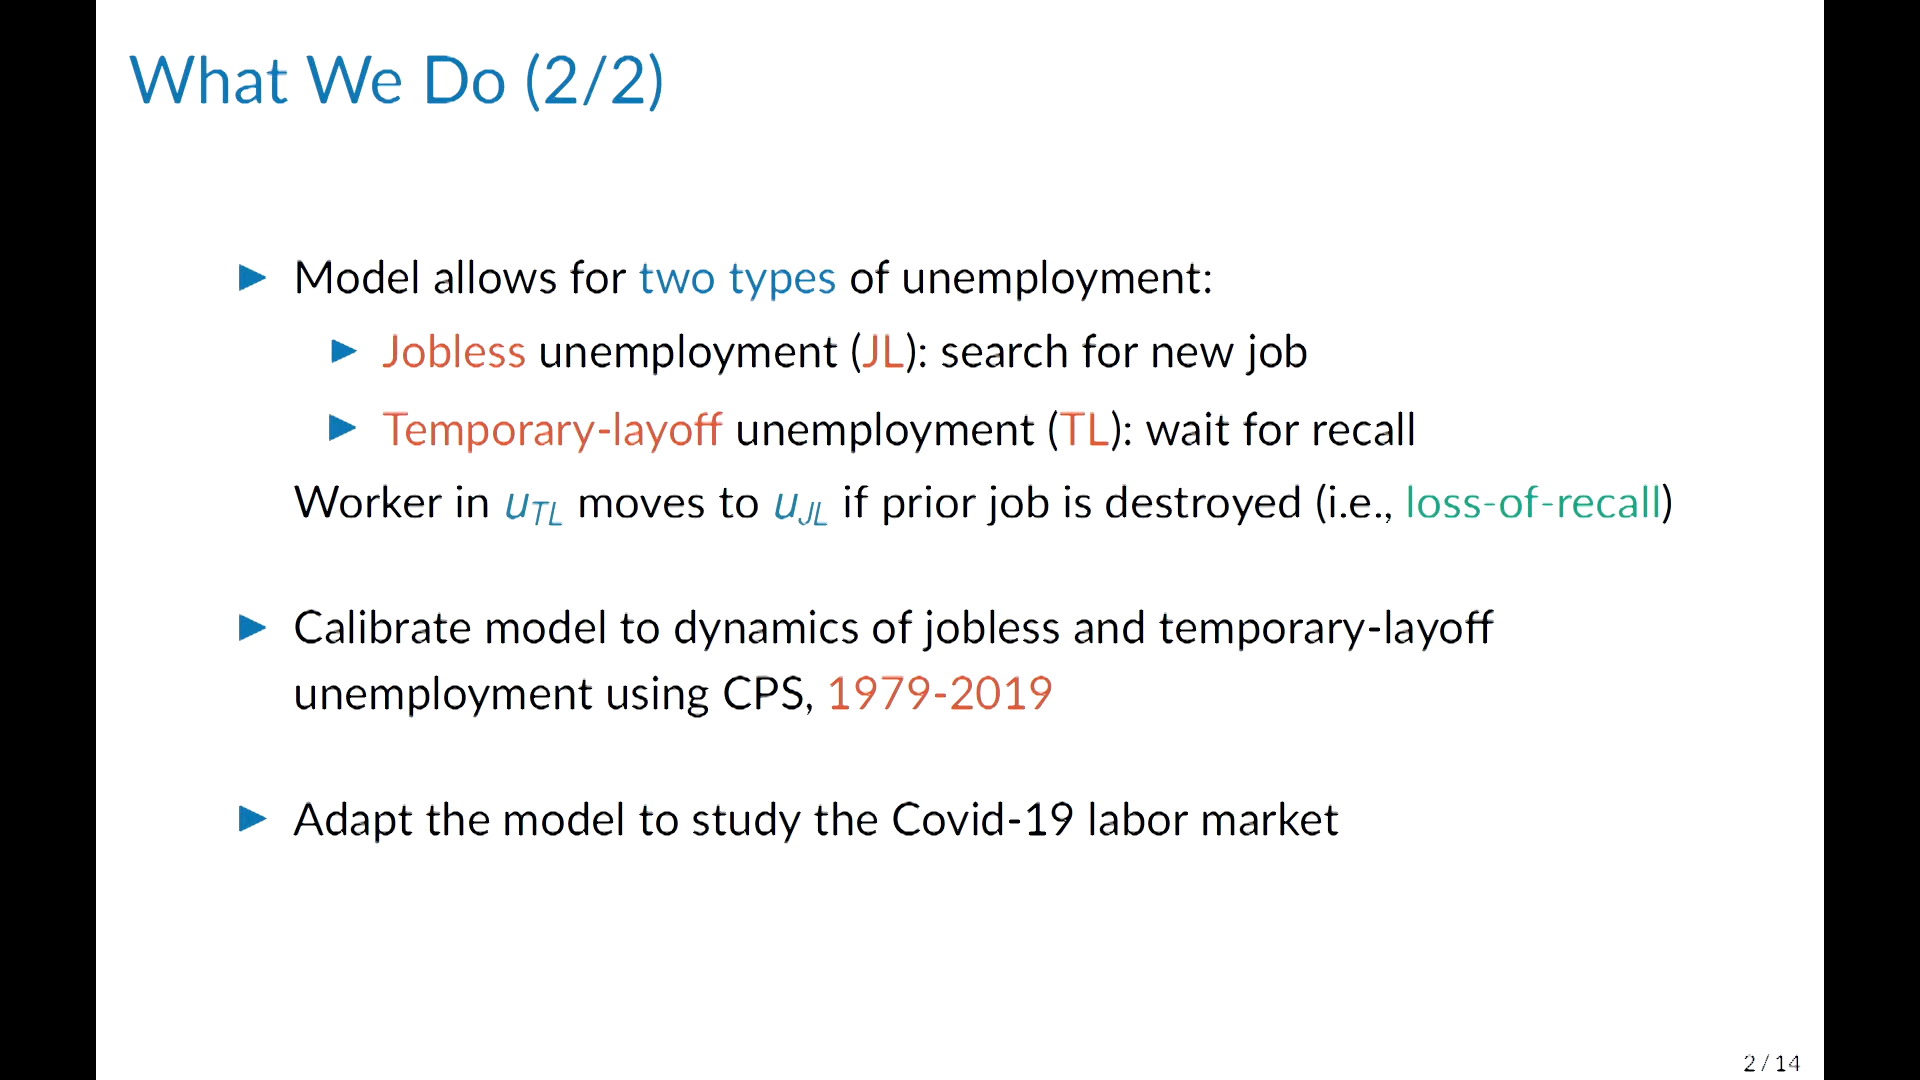 What We Do (2/2)
▶ Model allows for two types of unemployment:
▶ Jobless unemployment (JL): search for new job
▶ Temporary-layoff unemployment (TL): wait for recall
Worker in u_TL moves to u_JL if prior job is destroyed (i.e., loss-of-recall)
▶ Calibrate model to dynamics of jobless and temporary-layoff
unemployment using CPS, 1979-2019
▶ Adapt the model to study the Covid-19 labor market
2 / 14